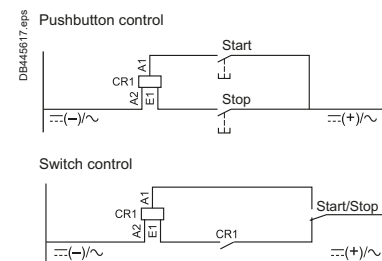 DB445617.eps
Pushbutton control
Start
A1
CR1
A2
E1
Stop
(–)/~
(+)/~
Switch control
A1
CR1
A2
E1
CR1
Start/Stop
(–)/~
(+)/~